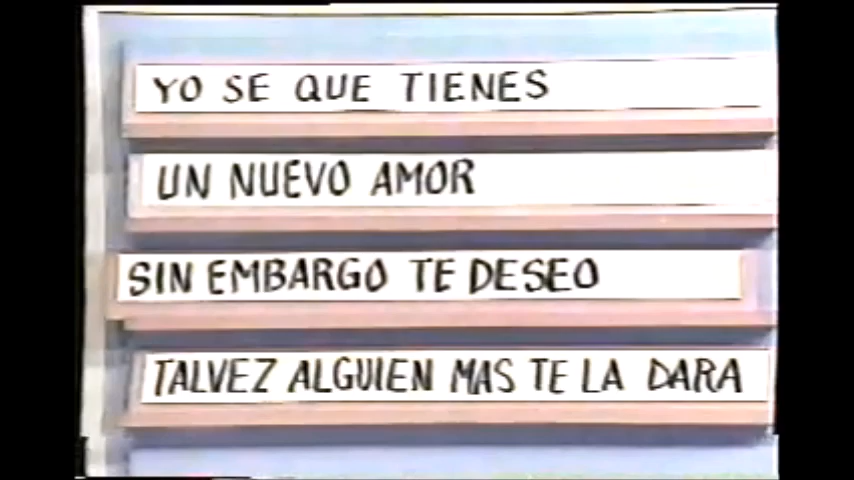 YO SE QUE TIENES
UN NUEVO AMOR
SIN EMBARGO TE DESEO
TALVEZ ALGUIEN MAS TE LA DARA